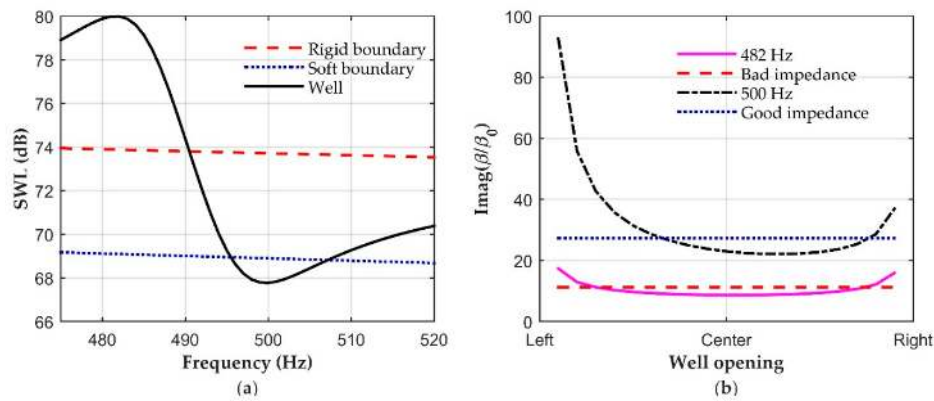 80
78
76
74
72
70
68
66
SWL (dB)
Rigid boundary
Soft boundary
Well
480 490 500 510 520
Frequency (Hz)
(a)
100
80
60
40
20
0
Imag(β/β0)
482 Hz
Bad impedance
500 Hz
Good impedance
Left Center Right
Well opening
(b)